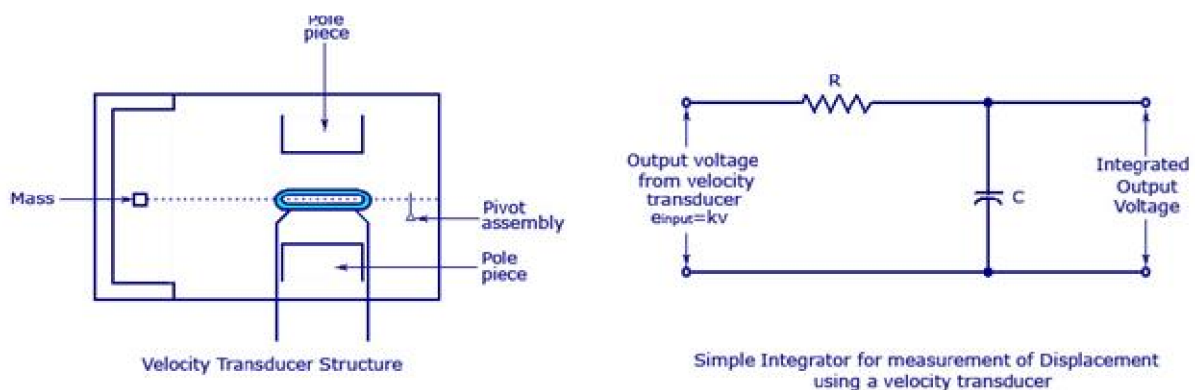 Pole
piece
Mass
Pivot
assembly
Pole
piece
Velocity Transducer Structure
R
Output voltage
from velocity
transducer
einput=kv
C
Integrated
Output
Voltage
Simple Integrator for measurement of Displacement
using a velocity transducer